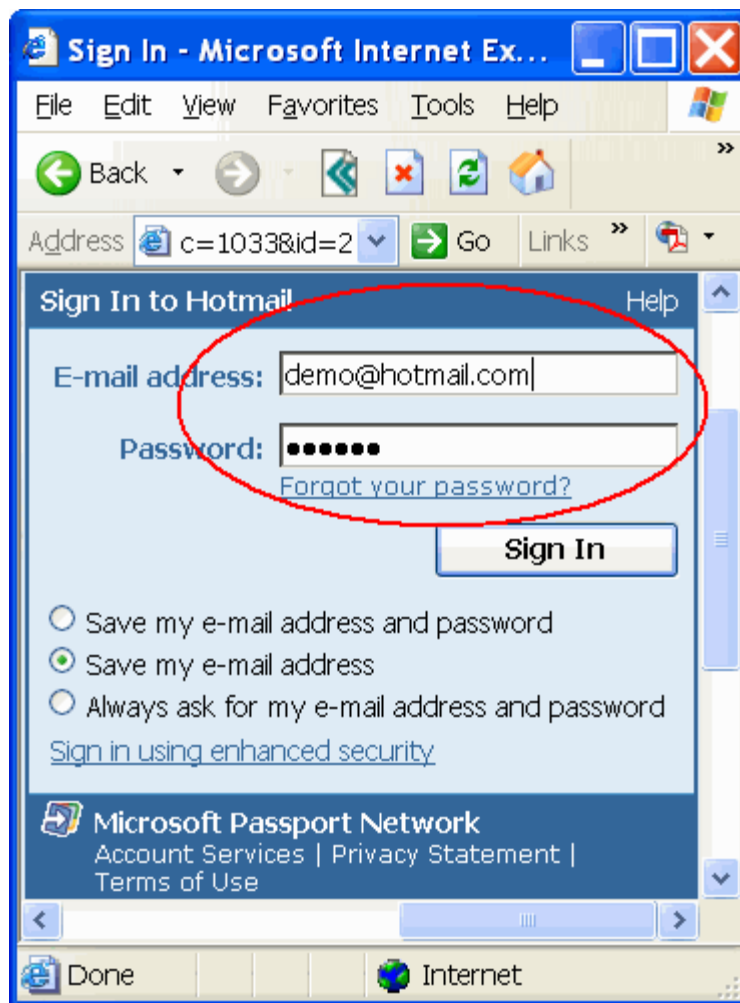 Sign In - Microsoft Internet Ex...
File Edit View Favorites Tools Help
Back »
Address c=1033&id=2 Go Links »
Sign In to Hotmail Help
E-mail address: demo@hotmail.com
Password: ●●●●●●
Forgot your password?
Sign In
Save my e-mail address and password
Save my e-mail address
Always ask for my e-mail address and password
Sign in using enhanced security
Microsoft Passport Network
Account Services | Privacy Statement |
Terms of Use
Done Internet